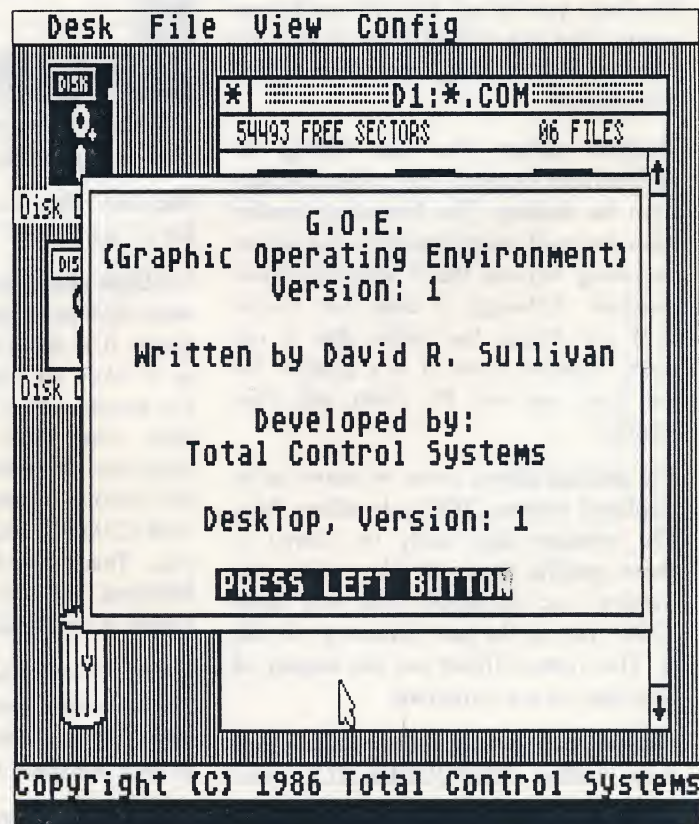 Desk File View Config
DISK
D1:*.COM
54493 FREE SECTORS 06 FILES
Disk
DIS
Disk
G.O.E.
(Graphic Operating Environment)
Version: 1
Written by David R. Sullivan
Developed by:
Total Control Systems
DeskTop, Version: 1
PRESS LEFT BUTTON
Copyright (C) 1986 Total Control Systems